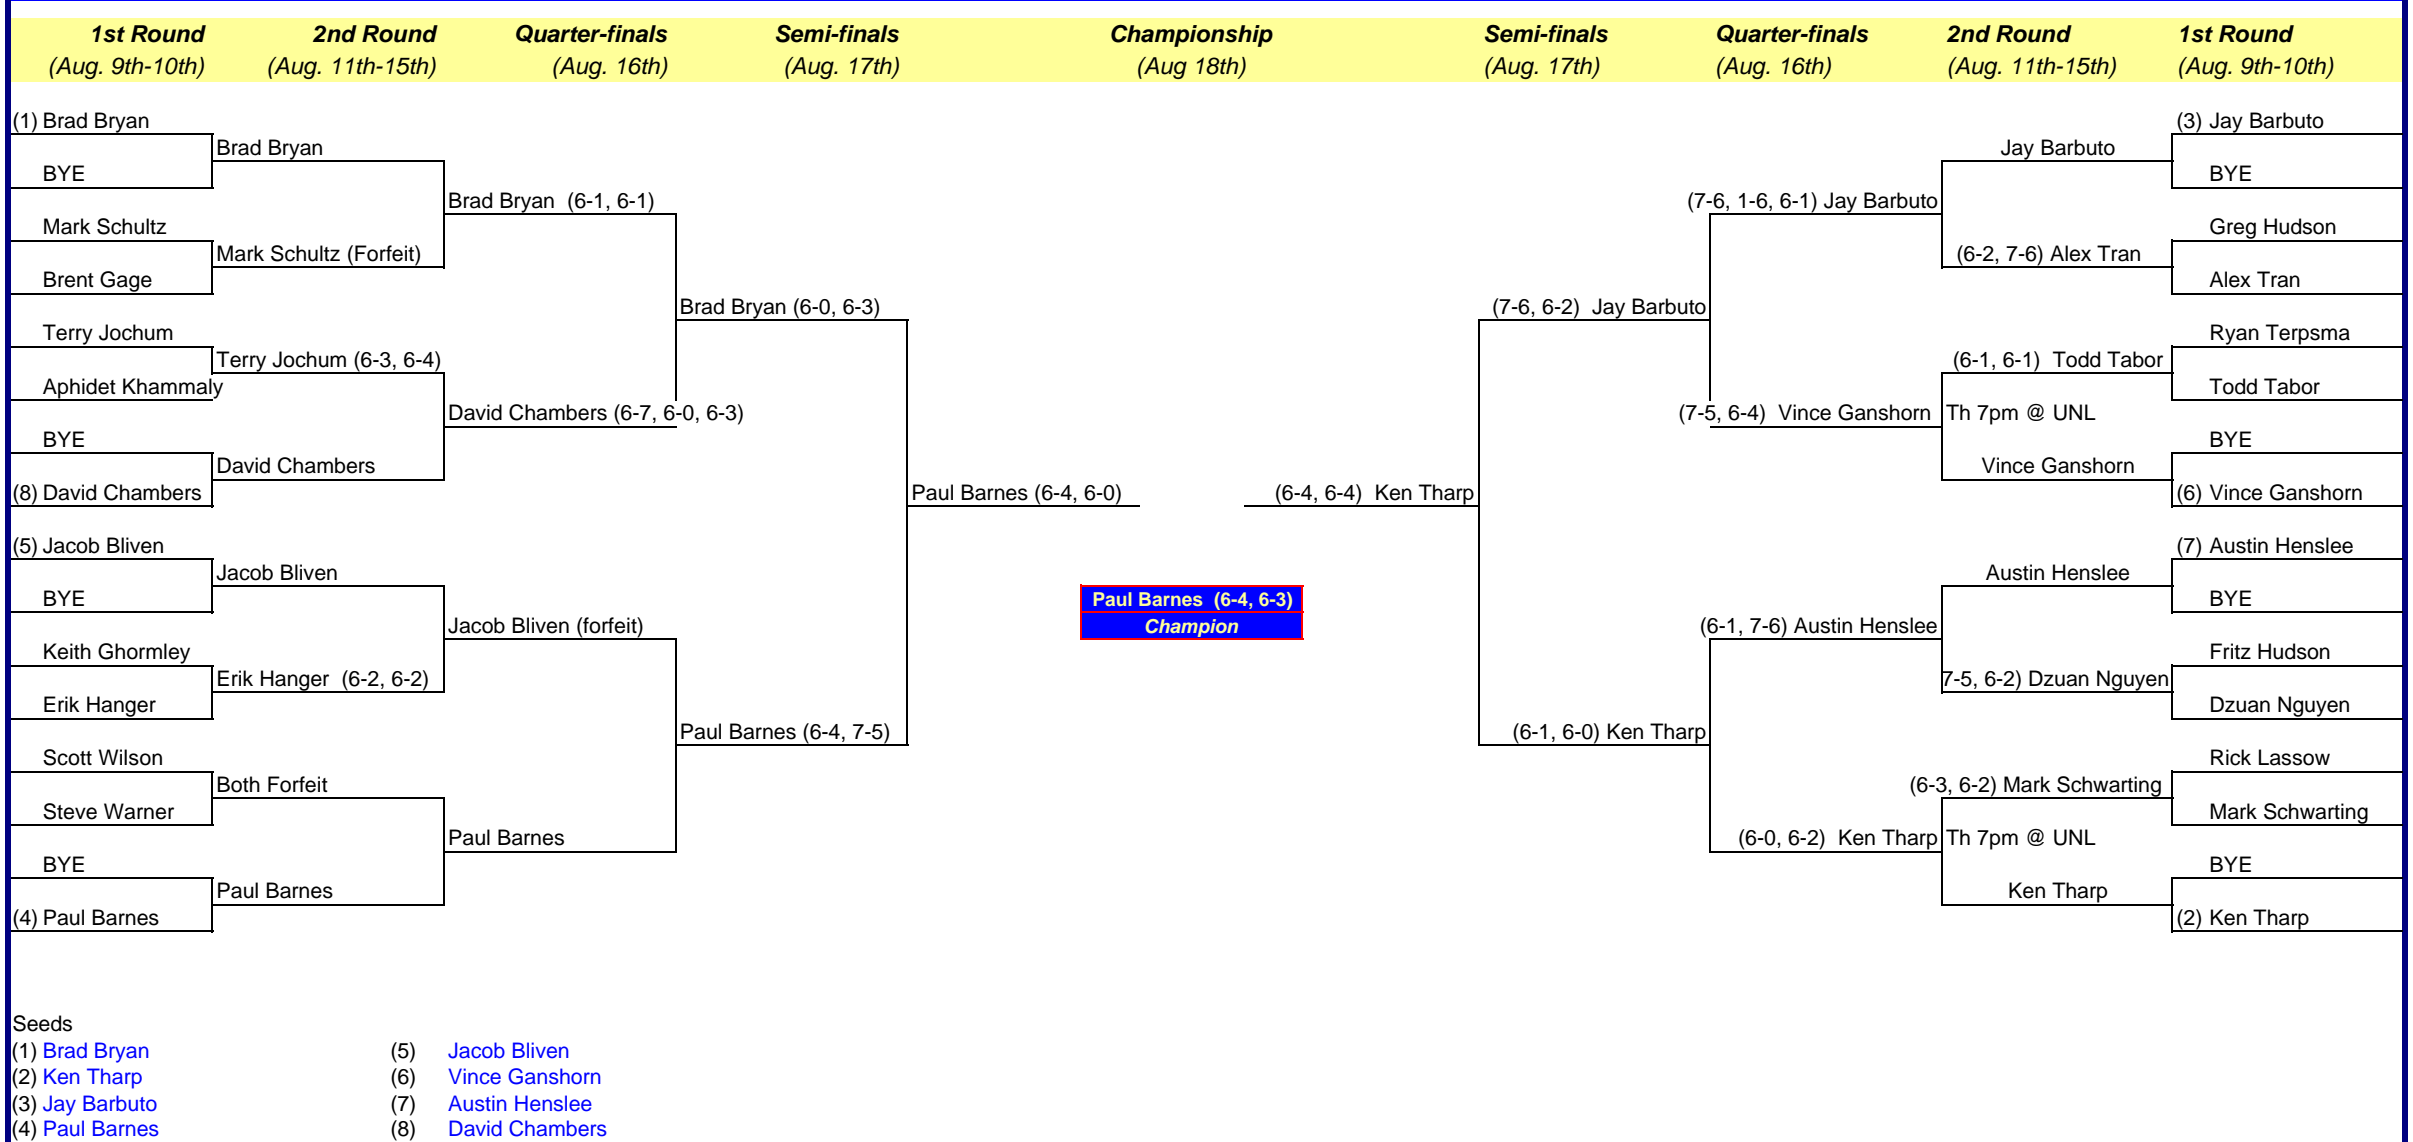 1st Round 2nd Round Quarter-finals Semi-finals Championship Semi-finals Quarter-finals 2nd Round 1st Round
(Aug. 9th-10th) (Aug. 11th-15th) (Aug. 16th) (Aug. 17th) (Aug 18th) (Aug. 17th) (Aug. 16th) (Aug. 11th-15th) (Aug. 9th-10th)
(1) Brad Bryan (3) Jay Barbuto
Brad Bryan Jay Barbuto
BYE BYE
Brad Bryan (6-1, 6-1) (7-6, 1-6, 6-1) Jay Barbuto
Mark Schultz Greg Hudson
Mark Schultz (Forfeit) (6-2, 7-6) Alex Tran
Brent Gage Alex Tran
Brad Bryan (6-0, 6-3) (7-6, 6-2) Jay Barbuto
Terry Jochum Ryan Terpsma
Terry Jochum (6-3, 6-4) (6-1, 6-1) Todd Tabor
Aphidet Khammaly Todd Tabor
David Chambers (6-7, 6-0, 6-3) (7-5, 6-4) Vince Ganshorn Th 7pm @ UNL
BYE BYE
David Chambers Vince Ganshorn
(8) David Chambers Paul Barnes (6-4, 6-0) (6-4, 6-4) Ken Tharp (6) Vince Ganshorn
(5) Jacob Bliven (7) Austin Henslee
Jacob Bliven Austin Henslee
BYE Paul Barnes (6-4, 6-3) BYE
Jacob Bliven (forfeit) Champion (6-1, 7-6) Austin Henslee
Keith Ghormley Fritz Hudson
Erik Hanger (6-2, 6-2) 7-5, 6-2) Dzuan Nguyen
Erik Hanger Dzuan Nguyen
Paul Barnes (6-4, 7-5) (6-1, 6-0) Ken Tharp
Scott Wilson Rick Lassow
Both Forfeit (6-3, 6-2) Mark Schwarting
Steve Warner Mark Schwarting
Paul Barnes (6-0, 6-2) Ken Tharp Th 7pm @ UNL
BYE BYE
Paul Barnes Ken Tharp
(4) Paul Barnes (2) Ken Tharp
Seeds
(1) Brad Bryan (5) Jacob Bliven
(2) Ken Tharp (6) Vince Ganshorn
(3) Jay Barbuto (7) Austin Henslee
(4) Paul Barnes (8) David Chambers